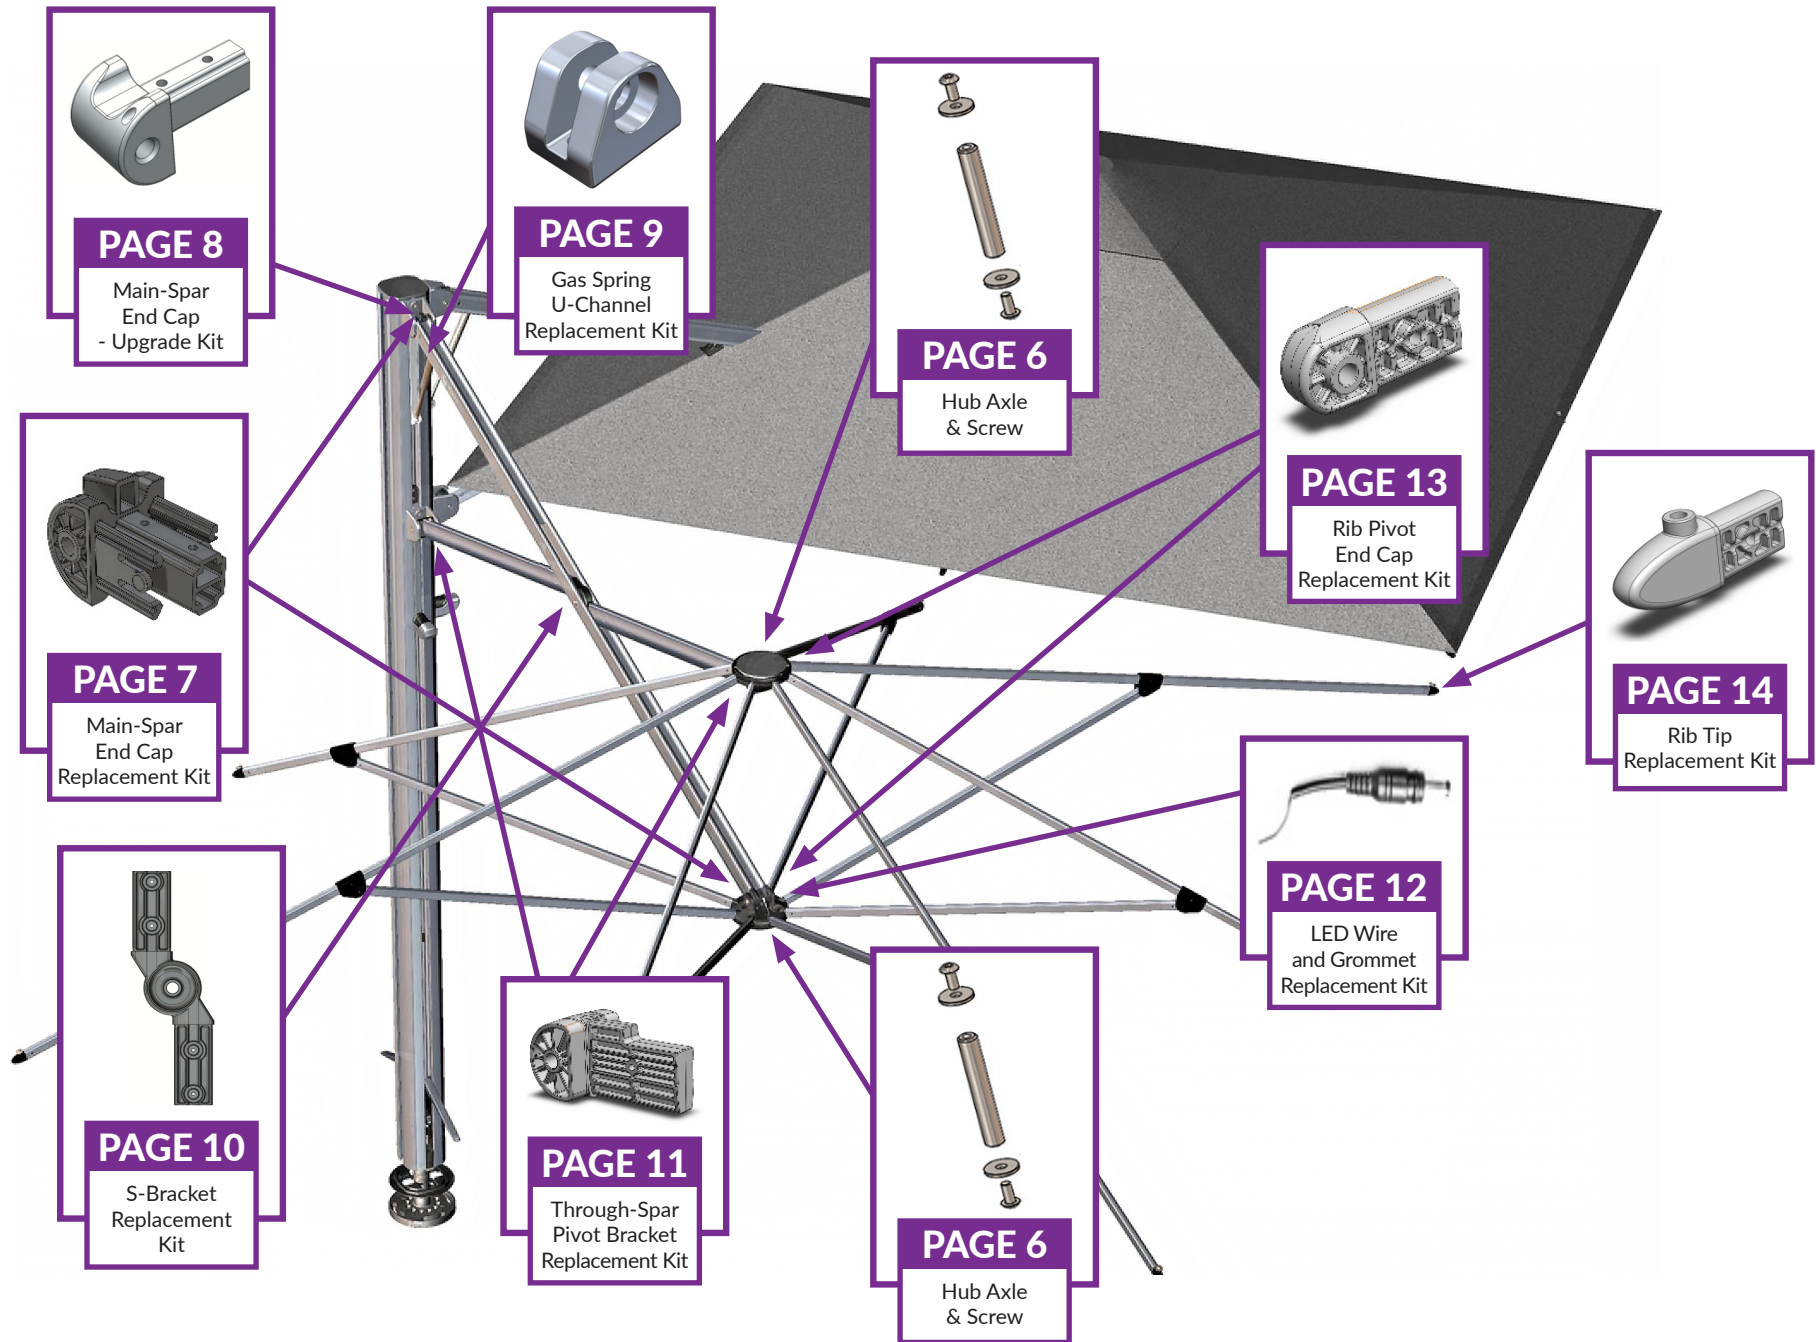 PAGE 8
Main-Spar
End Cap
- Upgrade Kit
PAGE 9
Gas Spring
U-Channel
Replacement Kit
PAGE 6
Hub Axle
& Screw
PAGE 13
Rib Pivot
End Cap
Replacement Kit
PAGE 7
Main-Spar
End Cap
Replacement Kit
PAGE 14
Rib Tip
Replacement Kit
PAGE 12
LED Wire
and Grommet
Replacement Kit
PAGE 10
S-Bracket
Replacement
Kit
PAGE 11
Through-Spar
Pivot Bracket
Replacement Kit
PAGE 6
Hub Axle
& Screw